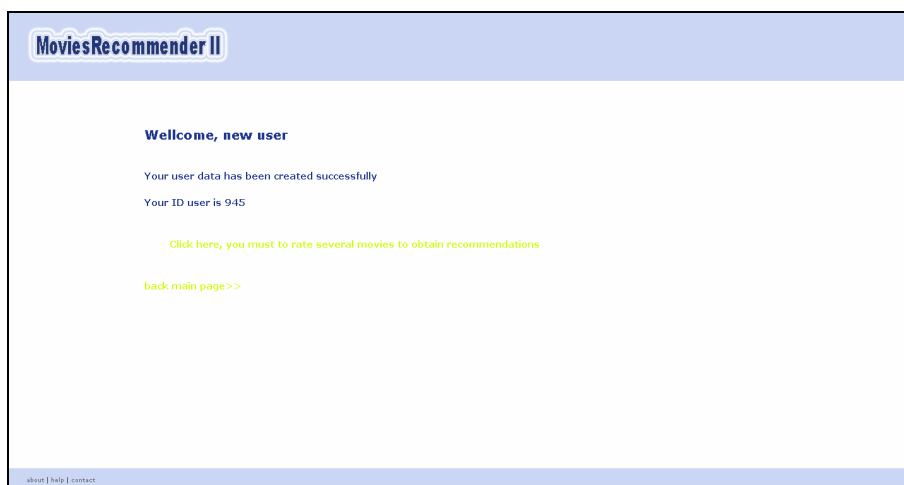 MoviesRecommender II
Wellcome, new user
Your user data has been created successfully
Your ID user is 945
Click here, you must to rate several movies to obtain recommendations
back main page>>
about | help | contact